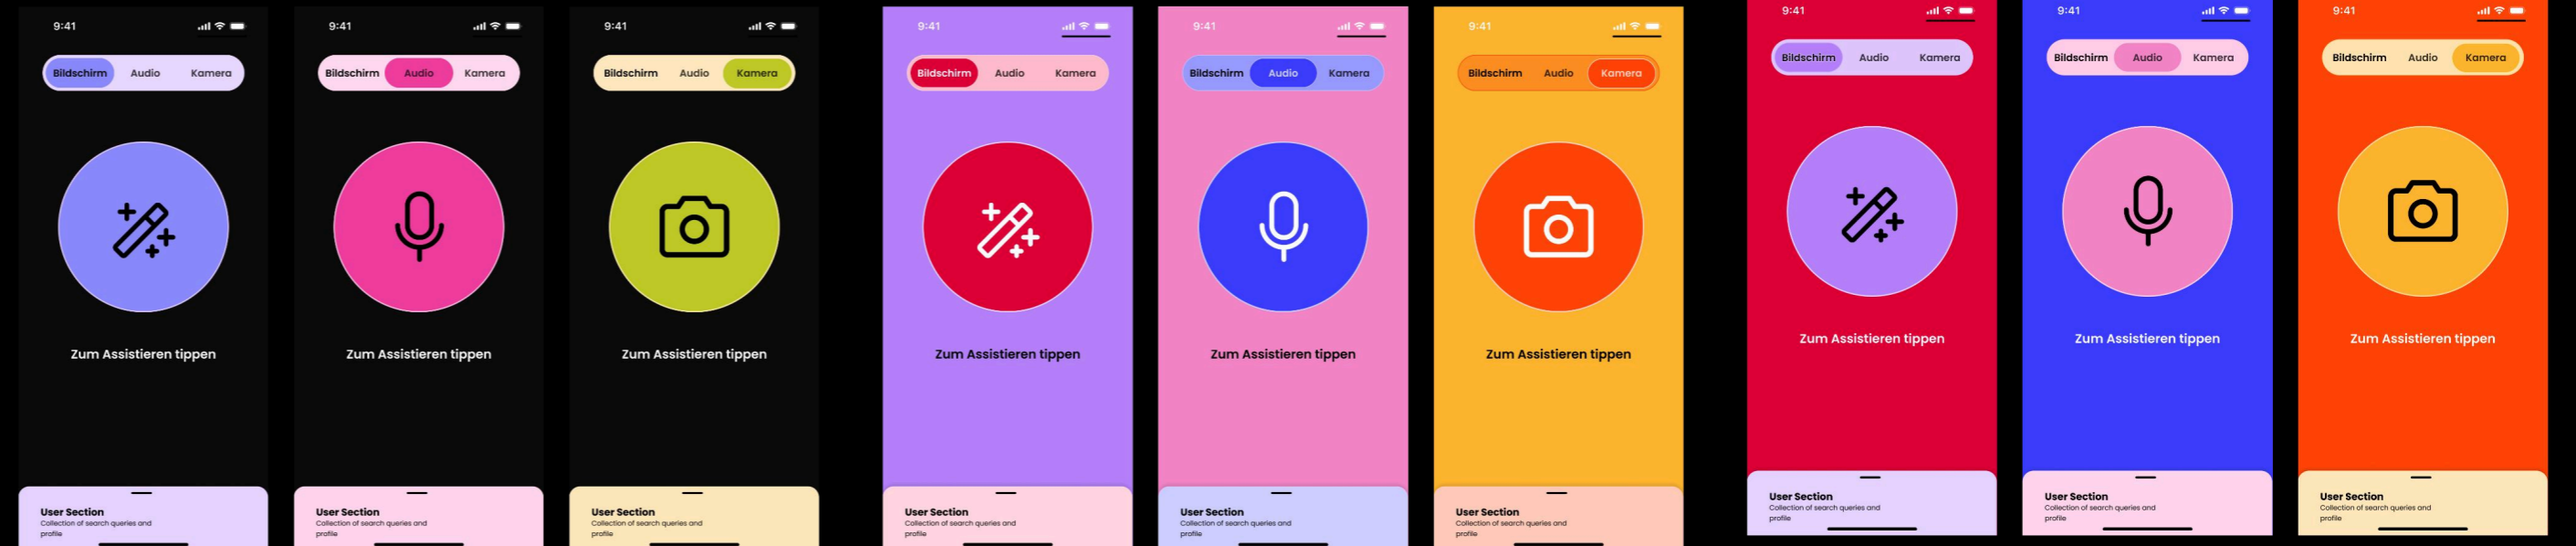 9:41
Bildschirm Audio Kamera
Zum Assistieren tippen
User Section
Collection of search queries and
profile
9:41
Bildschirm Audio Kamera
Zum Assistieren tippen
User Section
Collection of search queries and
profile
9:41
Bildschirm Audio Kamera
Zum Assistieren tippen
User Section
Collection of search queries and
profile
9:41
Bildschirm Audio Kamera
Zum Assistieren tippen
User Section
Collection of search queries and
profile
9:41
Bildschirm Audio Kamera
Zum Assistieren tippen
User Section
Collection of search queries and
profile
9:41
Bildschirm Audio Kamera
Zum Assistieren tippen
User Section
Collection of search queries and
profile
9:41
Bildschirm Audio Kamera
Zum Assistieren tippen
User Section
Collection of search queries and
profile
9:41
Bildschirm Audio Kamera
Zum Assistieren tippen
User Section
Collection of search queries and
profile
9:41
Bildschirm Audio Kamera
Zum Assistieren tippen
User Section
Collection of search queries and
profile